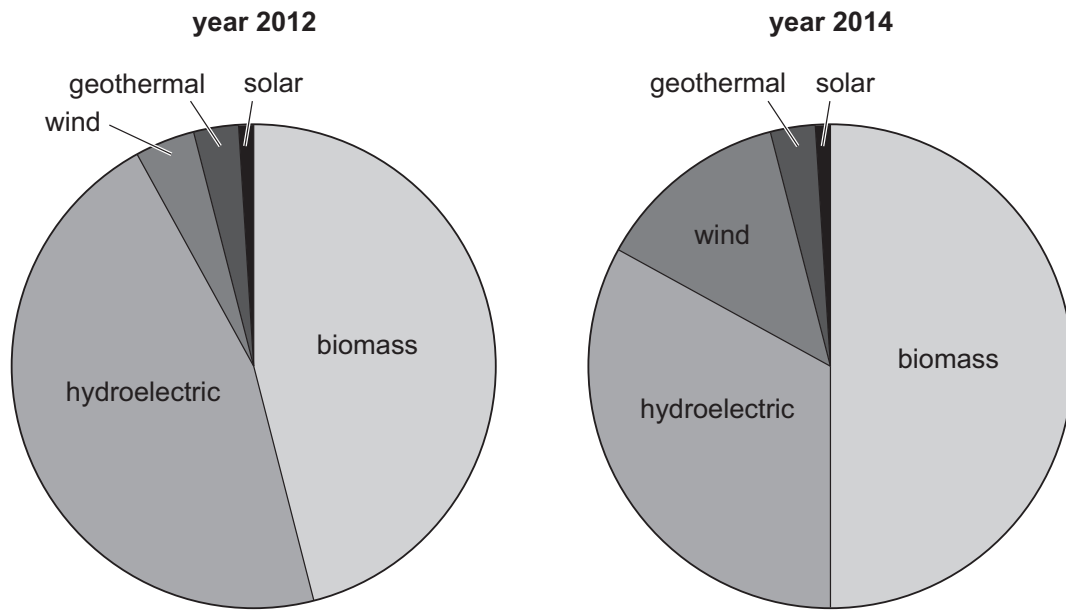 year 2012
geothermal
solar
wind
biomass
hydroelectric
year 2014
geothermal
solar
wind
biomass
hydroelectric